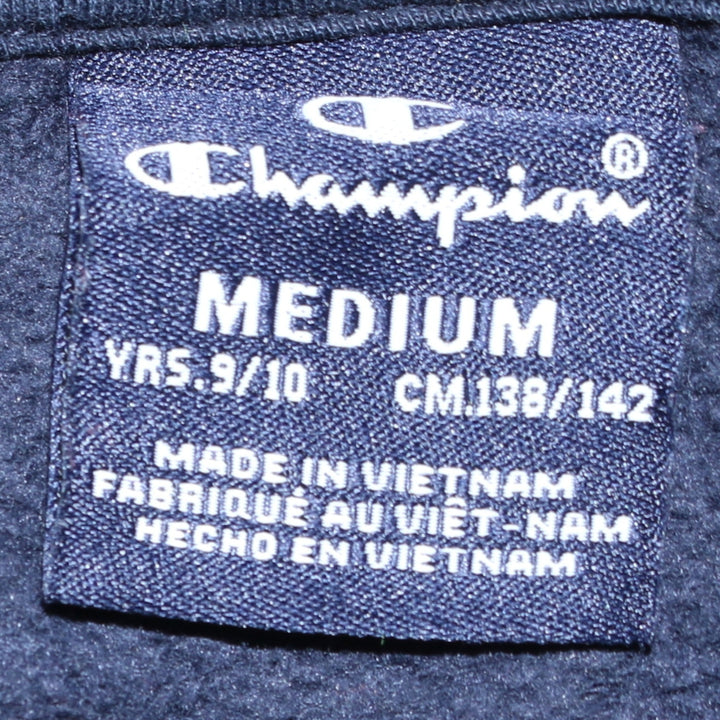 Champion®
MEDIUM
YRS.9/10 CM.138/142
MADE IN VIETNAM
FABRIQUÉ AU VIÊT-NAM
HECHO EN VIETNAM